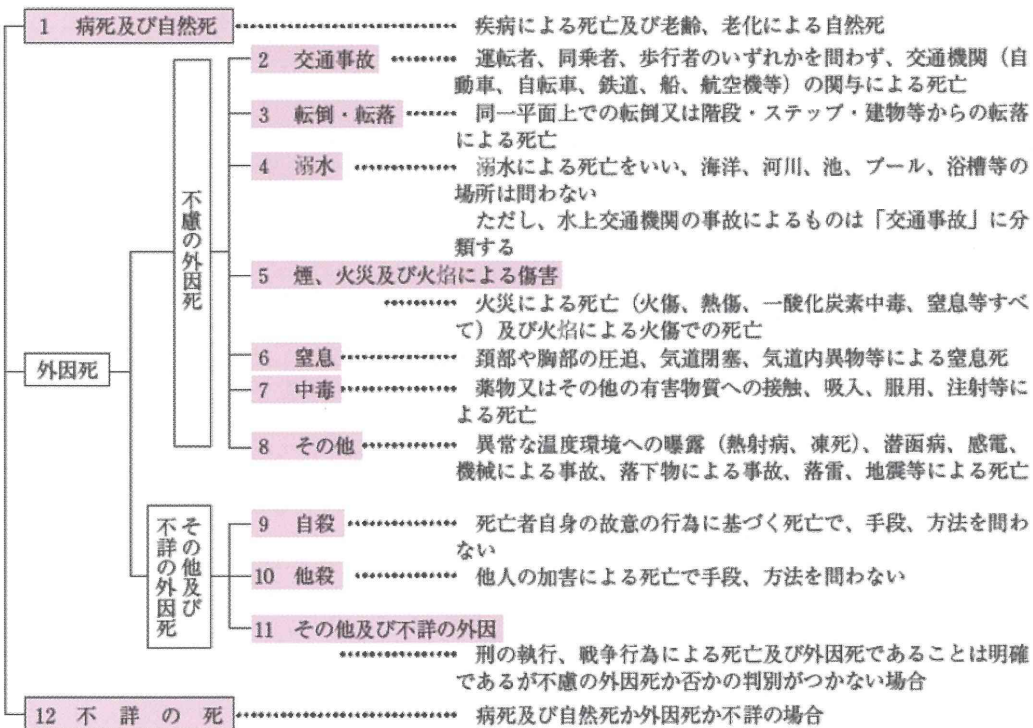 1 病死及び自然死 疾病による死亡及び老齢、老化による自然死
不慮の外因死
2 交通事故 運転者、同乗者、歩行者のいずれかを問わず、交通機関（自
動車、自転車、鉄道、船、航空機等）の関与による死亡
3 転倒・転落 同一平面上での転倒又は階段・ステップ・建物等からの転落
による死亡
4 溺水 溺水による死亡をいい、海洋、河川、池、プール、浴槽等の
場所は問わない
ただし、水上交通機関の事故によるものは「交通事故」に分
類する
5 煙、火災及び火焰による傷害
火災による死亡（火傷、熱傷、一酸化炭素中毒、窒息等すべ
て）及び火焰による火傷での死亡
外因死
6 窒息 頚部や胸部の圧迫、気道閉塞、気道内異物等による窒息死
7 中毒 薬物又はその他の有害物質への接触、吸入、服用、注射等に
よる死亡
8 その他 異常な温度環境への曝露（熱射病、凍死）、潜函病、感電、
機械による事故、落下物による事故、落雷、地震等による死亡
その他及び
不詳の外因死
9 自殺 死亡者自身の故意の行為に基づく死亡で、手段、方法を問わ
ない
10 他殺 他人の加害による死亡で手段、方法を問わない
11 その他及び不詳の外因
刑の執行、戦争行為による死亡及び外因死であることは明確
であるが不慮の外因死か否かの判別がつかない場合
12 不詳の死 病死及び自然死か外因死か不詳の場合